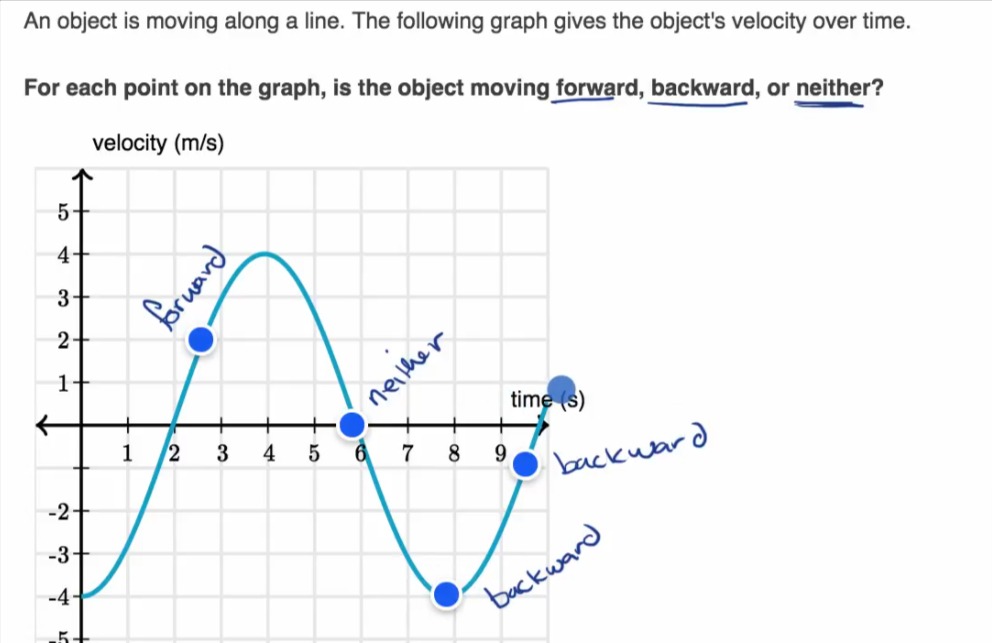 An object is moving along a line. The following graph gives the object's velocity over time.
For each point on the graph, is the object moving forward, backward, or neither?
velocity (m/s)
5
4
3
2
1
-2
-3
-4
-5
1 2 3 4 5 6 7 8 9
time (s)
forward
neither
backward
backward